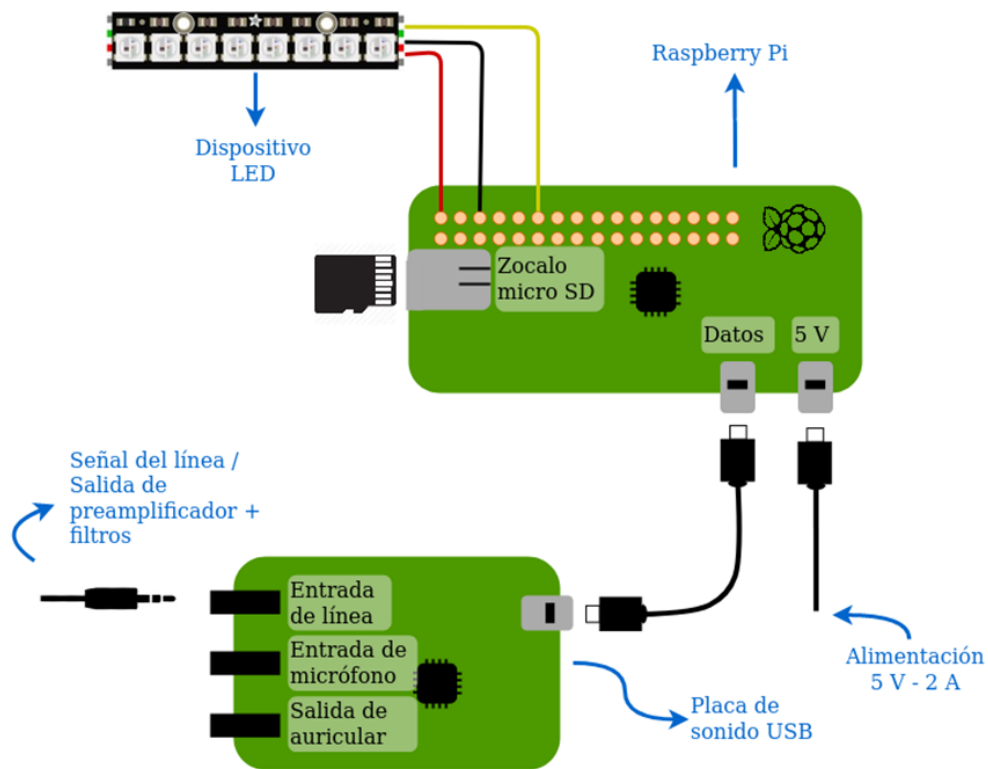 Raspberry Pi
Dispositivo
LED
Zocalo
micro SD
Datos
5 V
Señal del línea /
Salida de
preamplificador +
filtros
Entrada
de línea
Entrada de
micrófono
Salida de
auricular
Alimentación
5 V - 2 A
Placa de
sonido USB